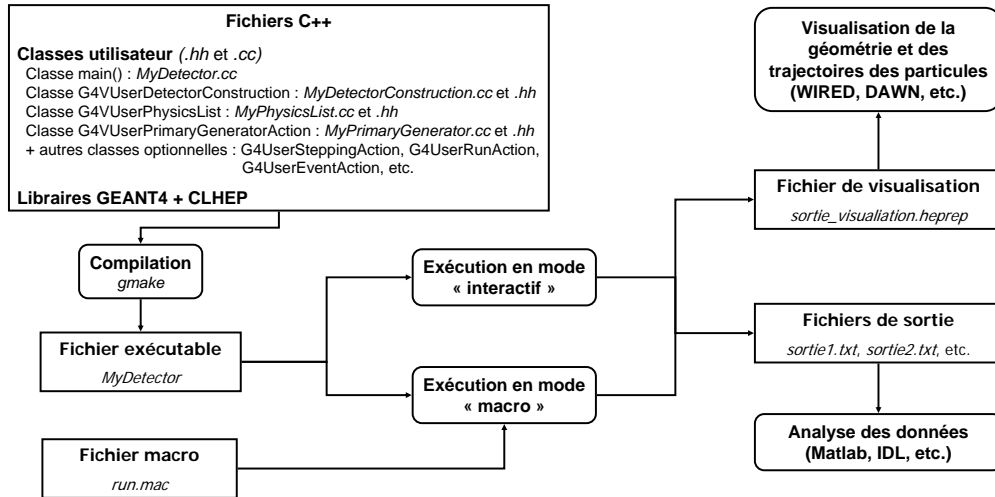 Fichiers C++
Classes utilisateur (.hh et .cc)
Classe main() : MyDetector.cc
Classe G4VUserDetectorConstruction : MyDetectorConstruction.cc et .hh
Classe G4VUserPhysicsList : MyPhysicsList.cc et .hh
Classe G4VUserPrimaryGeneratorAction : MyPrimaryGenerator.cc et .hh
+ autres classes optionnelles : G4UserSteppingAction, G4UserRunAction,
G4UserEventAction, etc.
Libraires GEANT4 + CLHEP
Compilation
gmake
Fichier exécutable
MyDetector
Fichier macro
run.mac
Exécution en mode
« interactif »
Exécution en mode
« macro »
Visualisation de la
géométrie et des
trajectoires des particules
(WIRED, DAWN, etc.)
Fichier de visualisation
sortie_visualiation.heprep
Fichiers de sortie
sortie1.txt, sortie2.txt, etc.
Analyse des données
(Matlab, IDL, etc.)